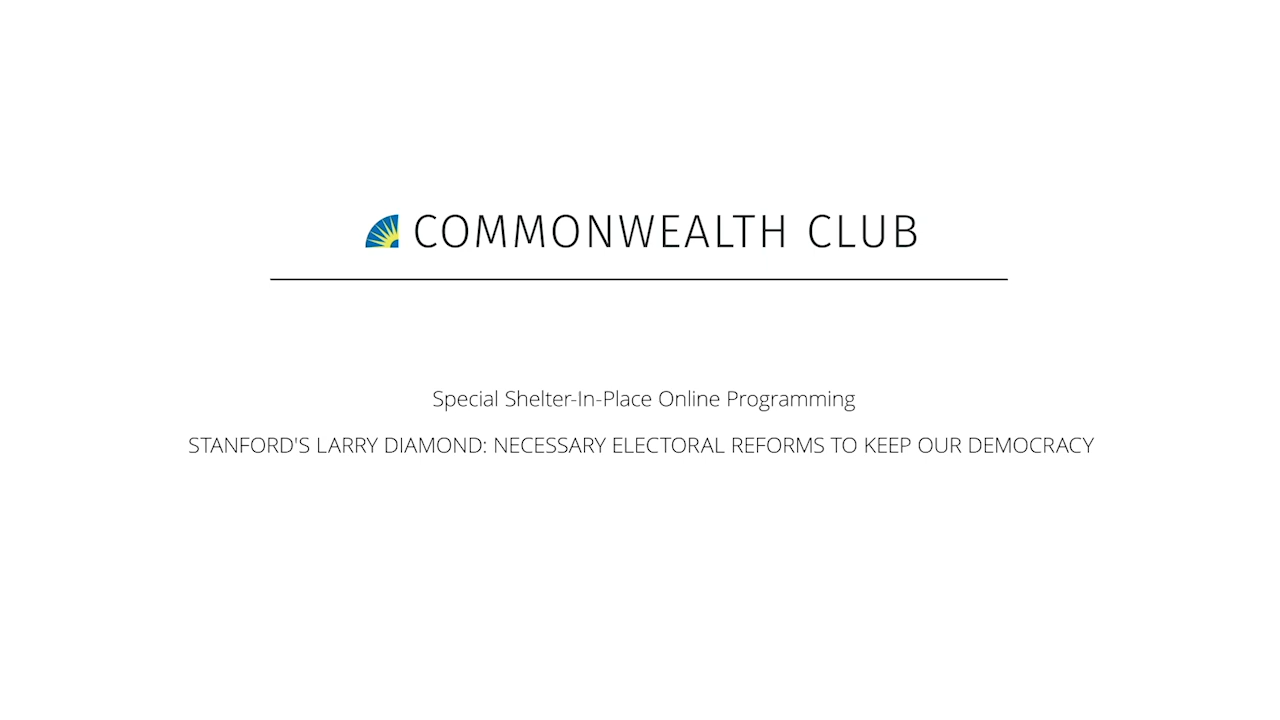 COMMONWEALTH CLUB
Special Shelter-In-Place Online Programming
STANFORD'S LARRY DIAMOND: NECESSARY ELECTORAL REFORMS TO KEEP OUR DEMOCRACY